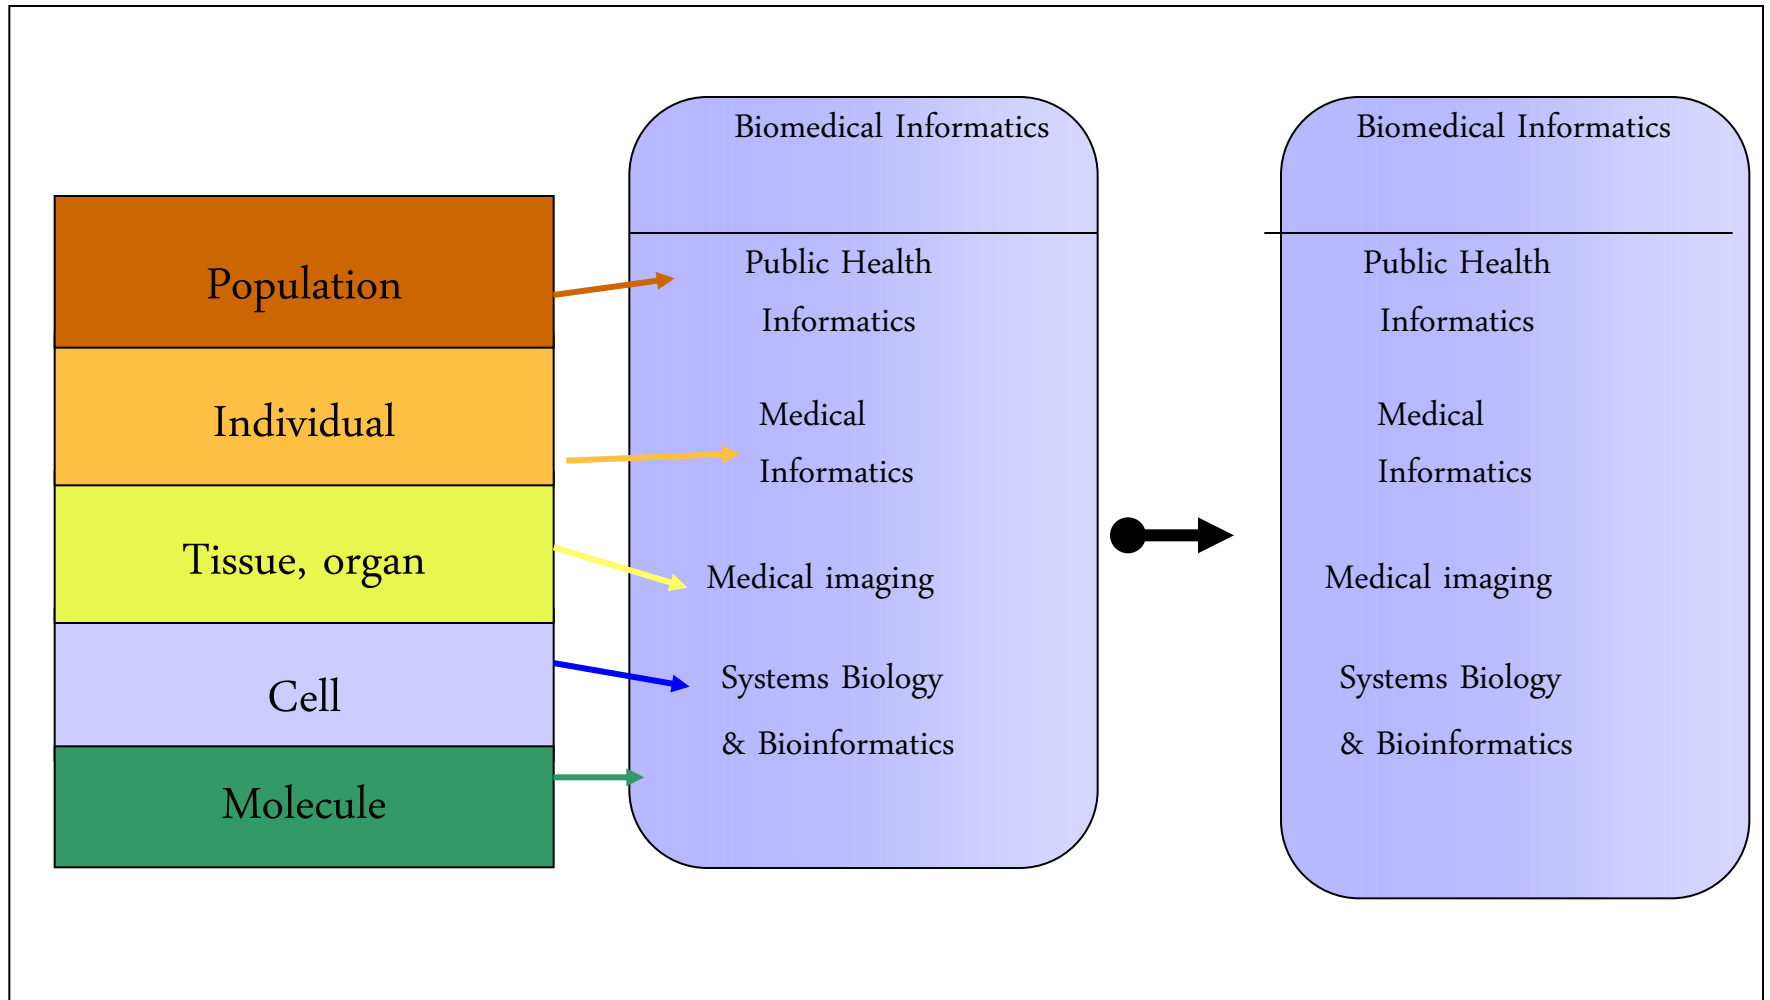 Population
Individual
Tissue, organ
Cell
Molecule
Biomedical Informatics
Public Health
Informatics
Medical
Informatics
Medical imaging
Systems Biology
& Bioinformatics
Biomedical Informatics
Public Health
Informatics
Medical
Informatics
Medical imaging
Systems Biology
& Bioinformatics